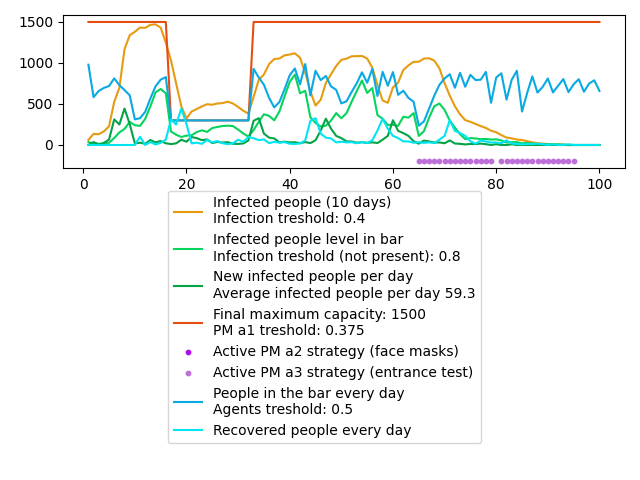 1500
1000
500
0
0 20 40 60 80 100
Infected people (10 days)
Infection treshold: 0.4
Infected people level in bar
Infection treshold (not present): 0.8
New infected people per day
Average infected people per day 59.3
Final maximum capacity: 1500
PM a1 treshold: 0.375
Active PM a2 strategy (face masks)
Active PM a3 strategy (entrance test)
People in the bar every day
Agents treshold: 0.5
Recovered people every day